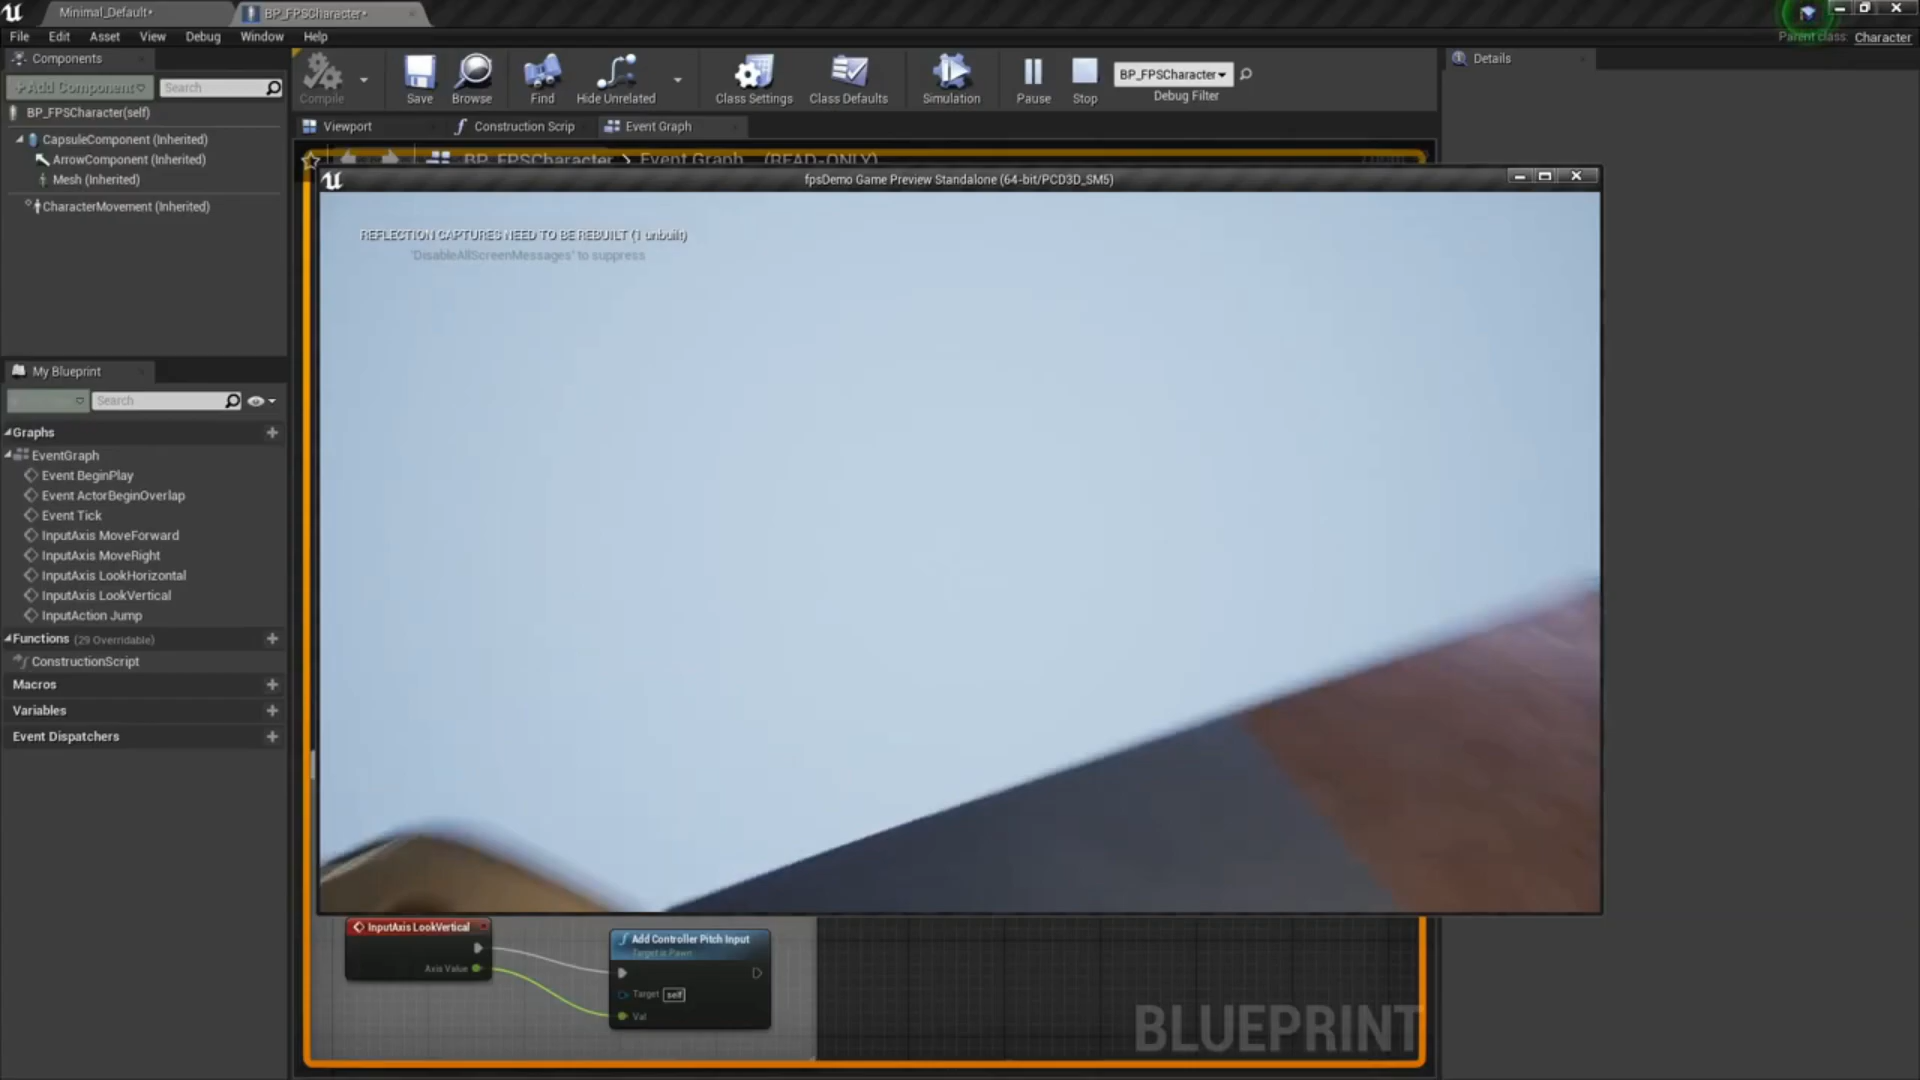 Minimal_Default*
BP_FPSCharacter*
File Edit Asset View Debug Window Help
Parent class: Character
Components
+Add Component
Search
BP_FPSCharacter(self)
CapsuleComponent (Inherited)
ArrowComponent (Inherited)
Mesh (Inherited)
CharacterMovement (Inherited)
Compile
Save
Browse
Find
Hide Unrelated
Class Settings
Class Defaults
Simulation
Pause
Stop
BP_FPSCharacter
Debug Filter
Details
Viewport
Construction Scrip
Event Graph
BP_FPSCharacter > Event Graph (READ-ONLY)
fpsDemo Game Preview Standalone (64-bit/PCD3D_SM5)
REFLECTION CAPTURES NEED TO BE REBUILT (1 unbuilt)
'DisableAllScreenMessages' to suppress
My Blueprint
Search
Graphs
EventGraph
Event BeginPlay
Event ActorBeginOverlap
Event Tick
InputAxis MoveForward
InputAxis MoveRight
InputAxis LookHorizontal
InputAxis LookVertical
InputAction Jump
Functions (29 Overridable)
ConstructionScript
Macros
Variables
Event Dispatchers
InputAxis LookVertical
Axis Value
Add Controller Pitch Input
Target is Pawn
Target self
Val
BLUEPRINT